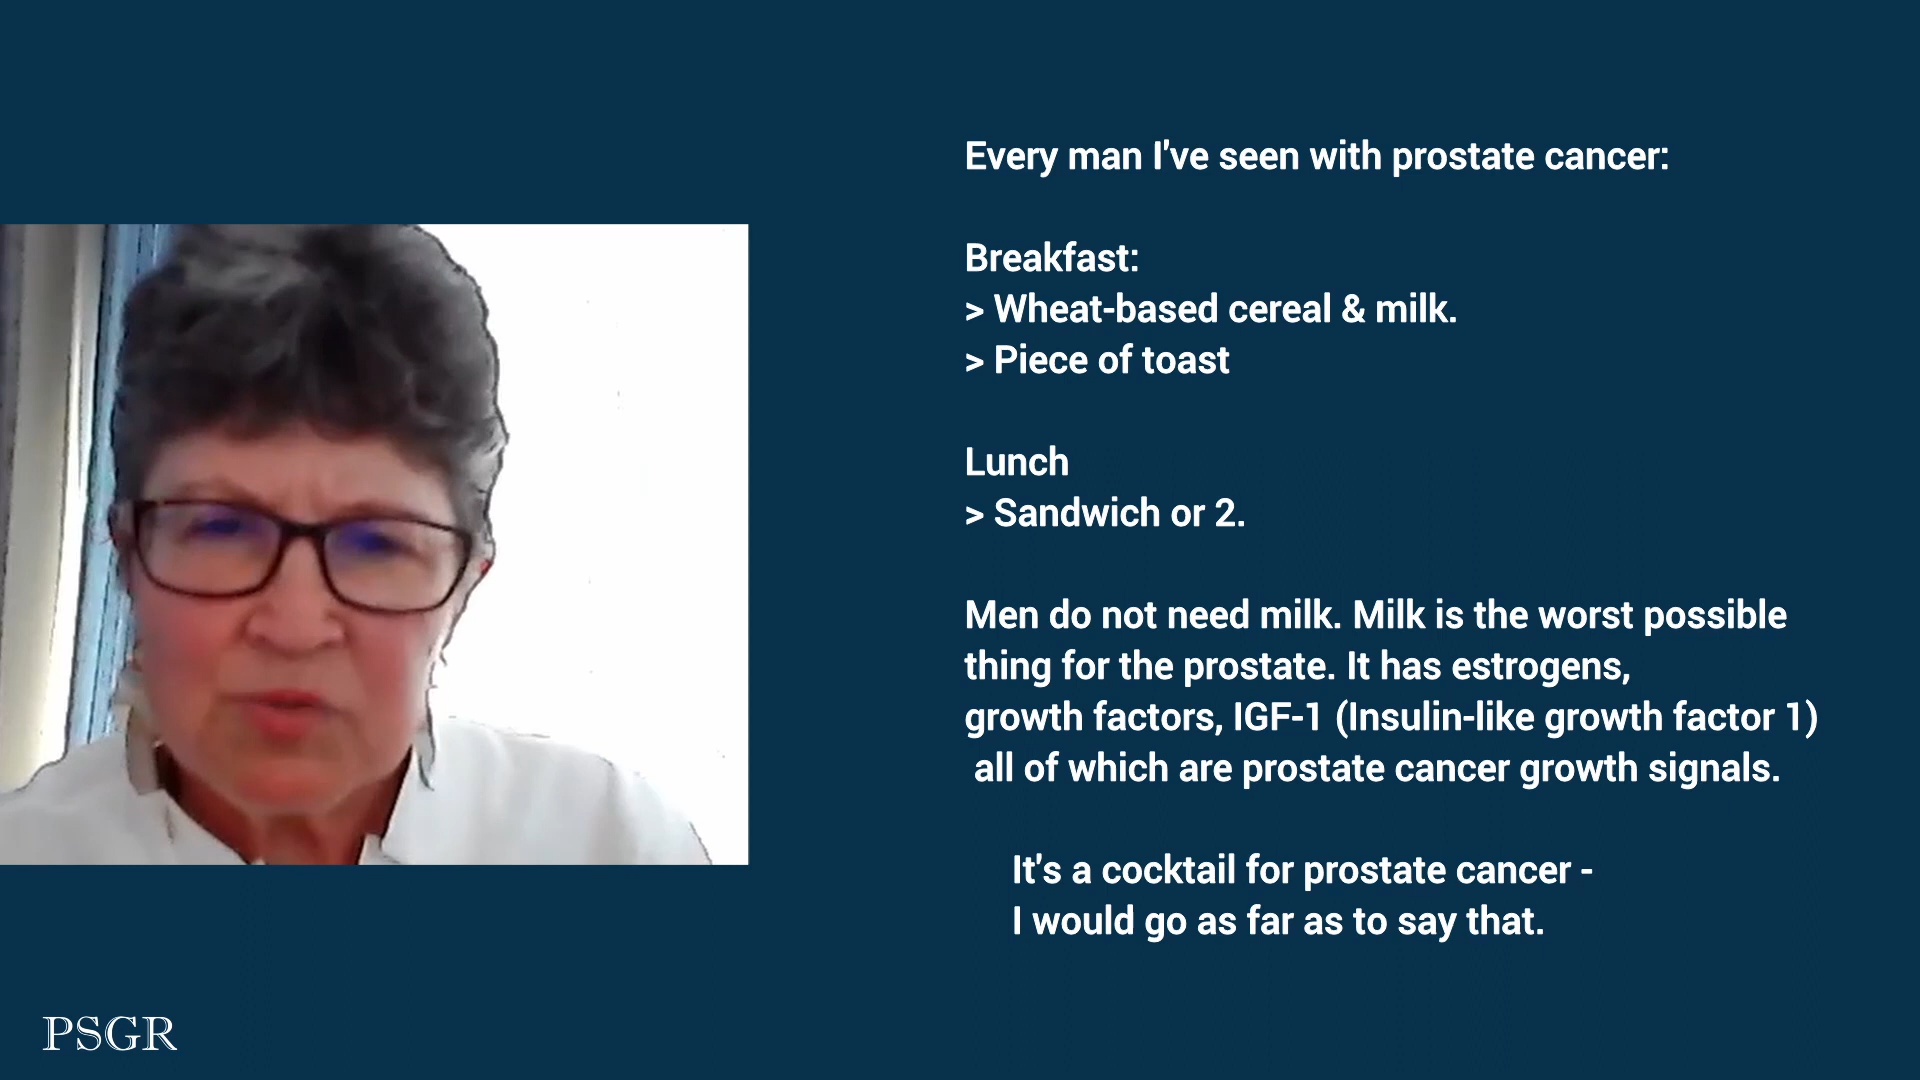 Every man I've seen with prostate cancer:
Breakfast:
> Wheat-based cereal & milk.
> Piece of toast
Lunch
> Sandwich or 2.
Men do not need milk. Milk is the worst possible
thing for the prostate. It has estrogens,
growth factors, IGF-1 (Insulin-like growth factor 1)
all of which are prostate cancer growth signals.
It's a cocktail for prostate cancer -
I would go as far as to say that.
PSGR